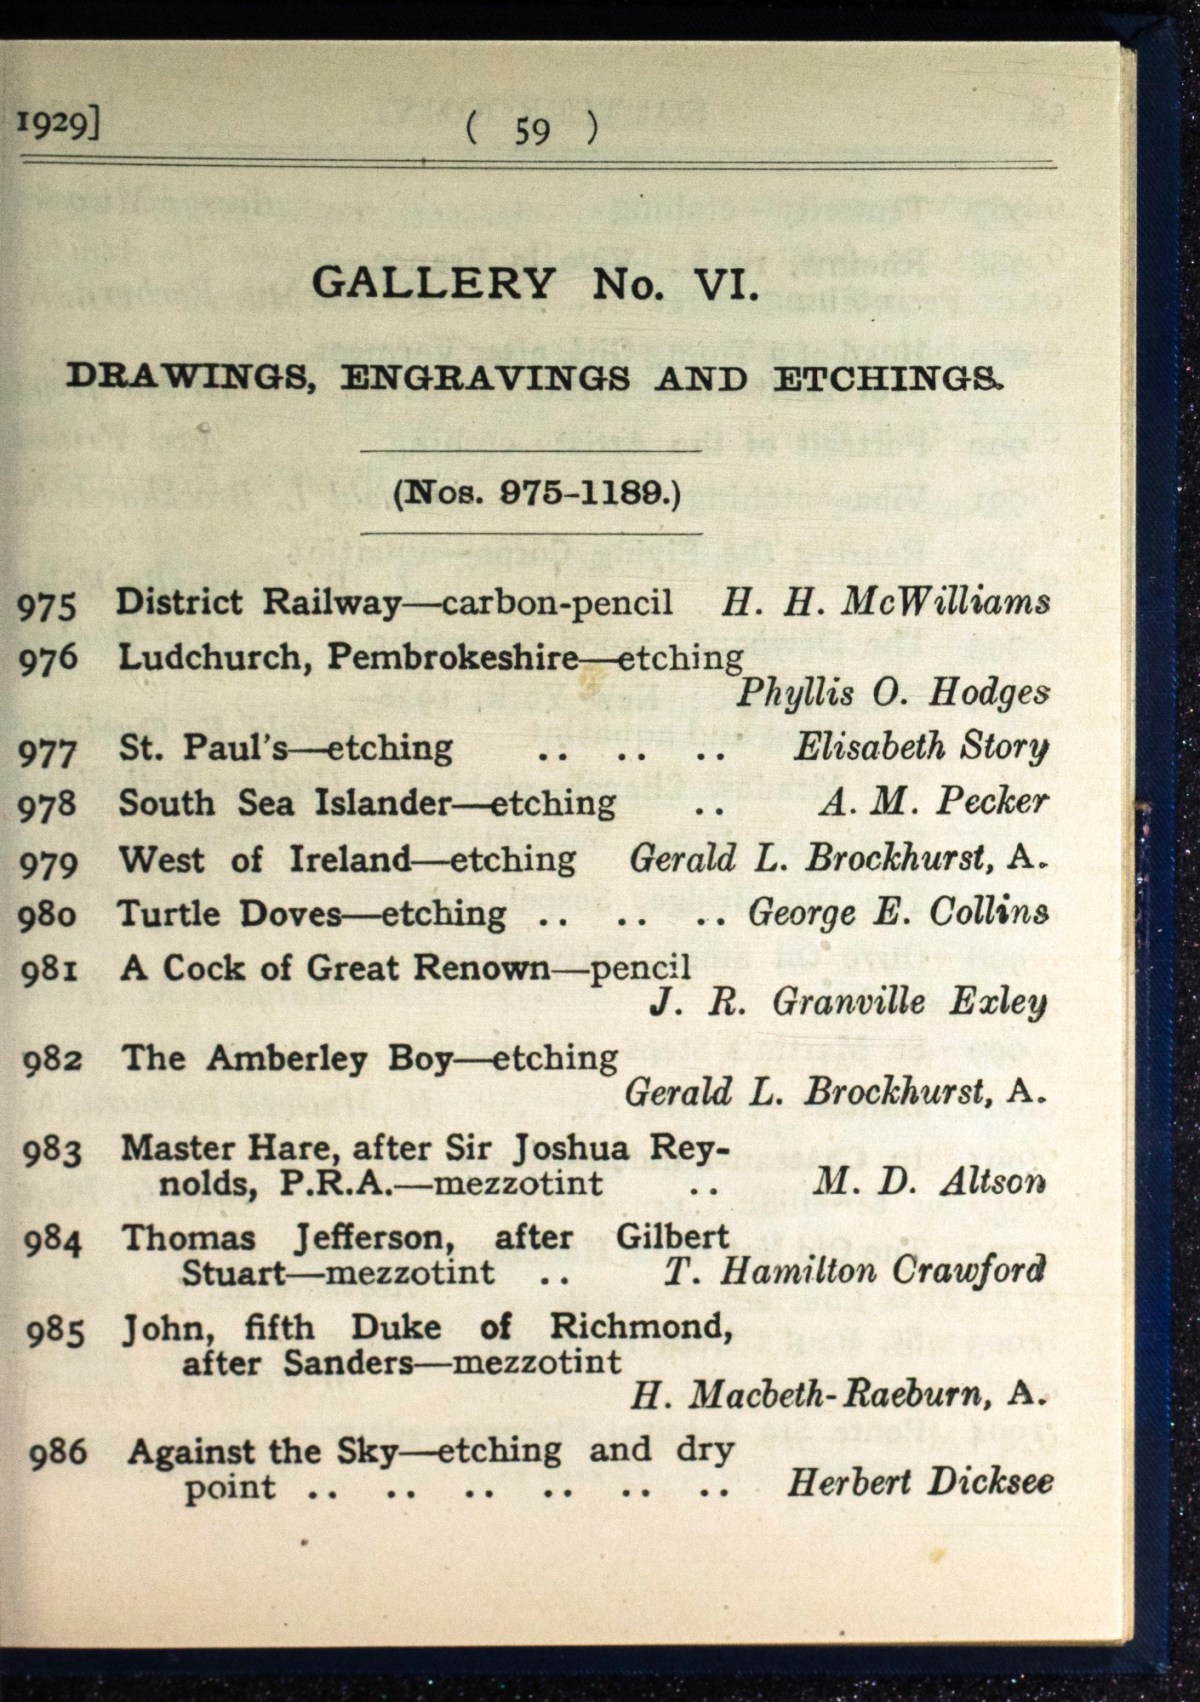 1929]
( 59 )
GALLERY No. VI.
DRAWINGS, ENGRAVINGS AND ETCHINGS.
(Nos. 975-1189.)
975 District Railway—carbon-pencil H. H. McWilliams
976 Ludchurch, Pembrokeshire—etching
Phyllis O. Hodges
977 St. Paul's—etching .. .. .. Elisabeth Story
978 South Sea Islander—etching .. A. M. Pecker
979 West of Ireland—etching Gerald L. Brockhurst, A.
980 Turtle Doves—etching .. .. .. George E. Collins
981 A Cock of Great Renown—pencil
J. R. Granville Exley
982 The Amberley Boy—etching
Gerald L. Brockhurst, A.
983 Master Hare, after Sir Joshua Rey-
nolds, P.R.A.—mezzotint .. M. D. Altson
984 Thomas Jefferson, after Gilbert
Stuart—mezzotint .. T. Hamilton Crawford
985 John, fifth Duke of Richmond,
after Sanders—mezzotint
H. Macbeth-Raeburn, A.
986 Against the Sky—etching and dry
point .. .. .. .. .. .. Herbert Dicksee